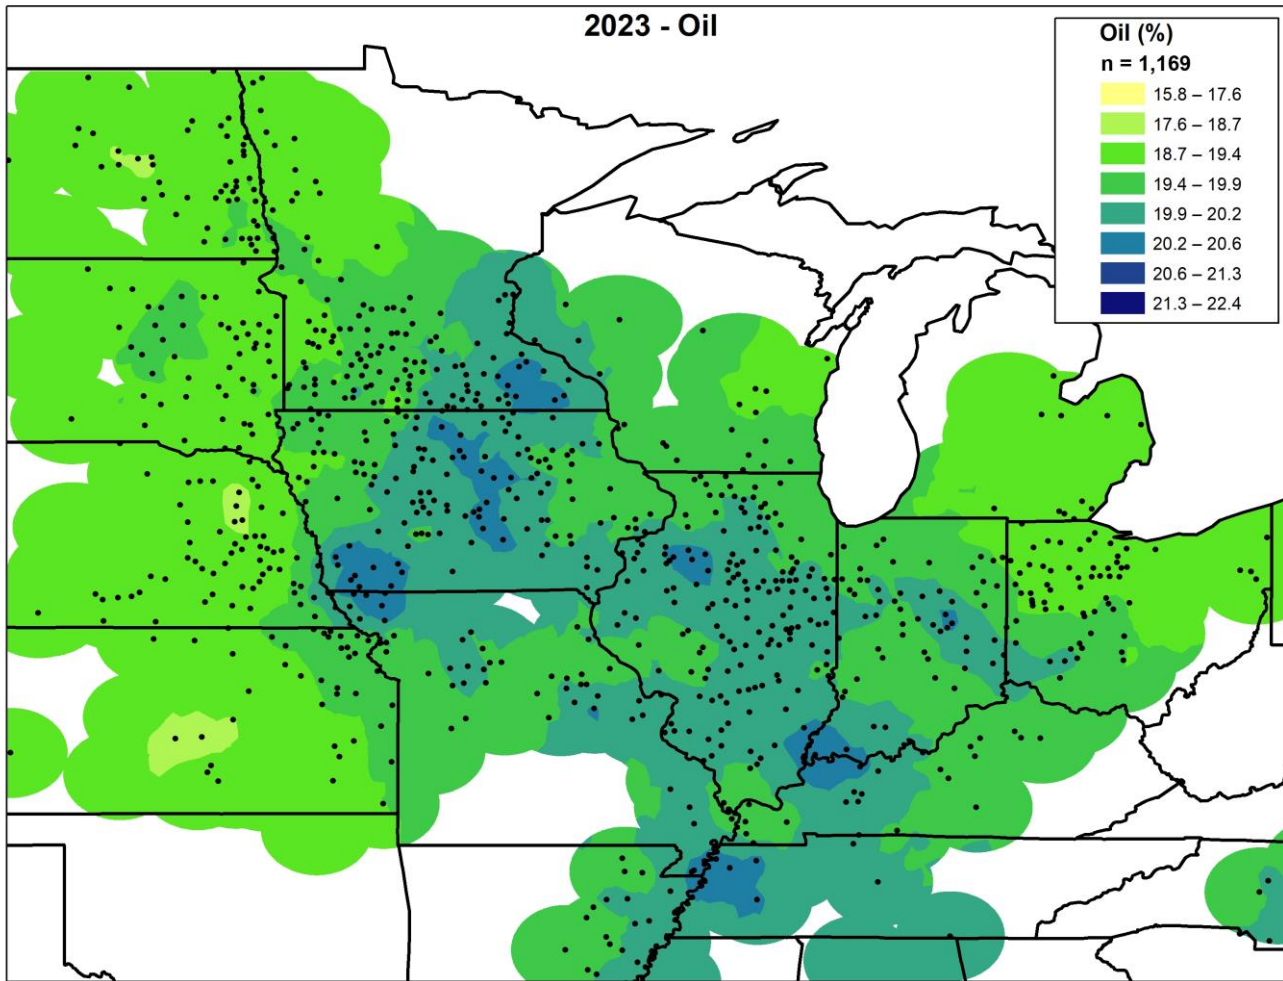 2023 - Oil
Oil (%)
n = 1,169
15.8 – 17.6
17.6 – 18.7
18.7 – 19.4
19.4 – 19.9
19.9 – 20.2
20.2 – 20.6
20.6 – 21.3
21.3 – 22.4